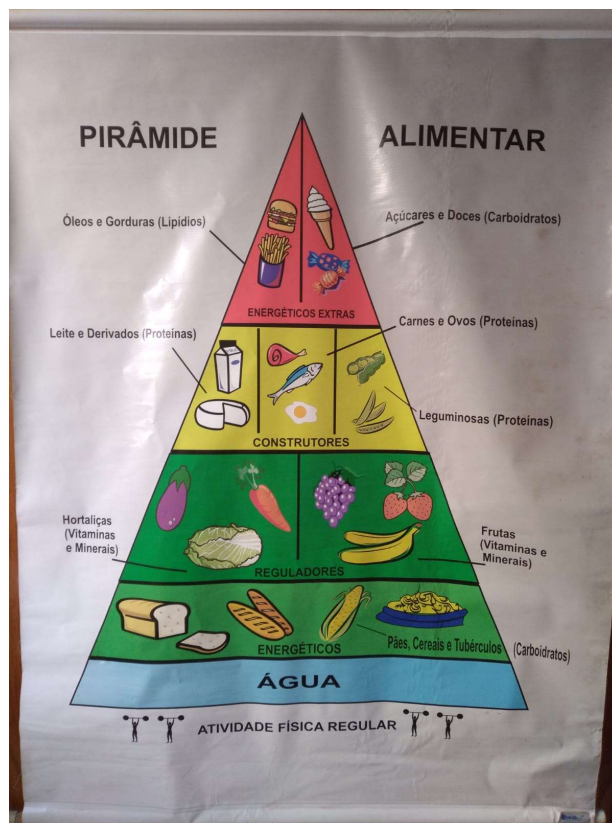 PIRÂMIDE ALIMENTAR
Óleos e Gorduras (Lipídios)
Açúcares e Doces (Carboidratos)
ENERGÉTICOS EXTRAS
Leite e Derivados (Proteínas)
Carnes e Ovos (Proteínas)
Leguminosas (Proteínas)
CONSTRUTORES
Hortaliças
(Vitaminas
e Minerais)
Frutas
(Vitaminas e
Minerais)
REGULADORES
Pães, Cereais e Tubérculos (Carboidratos)
ENERGÉTICOS
ÁGUA
ATIVIDADE FÍSICA REGULAR